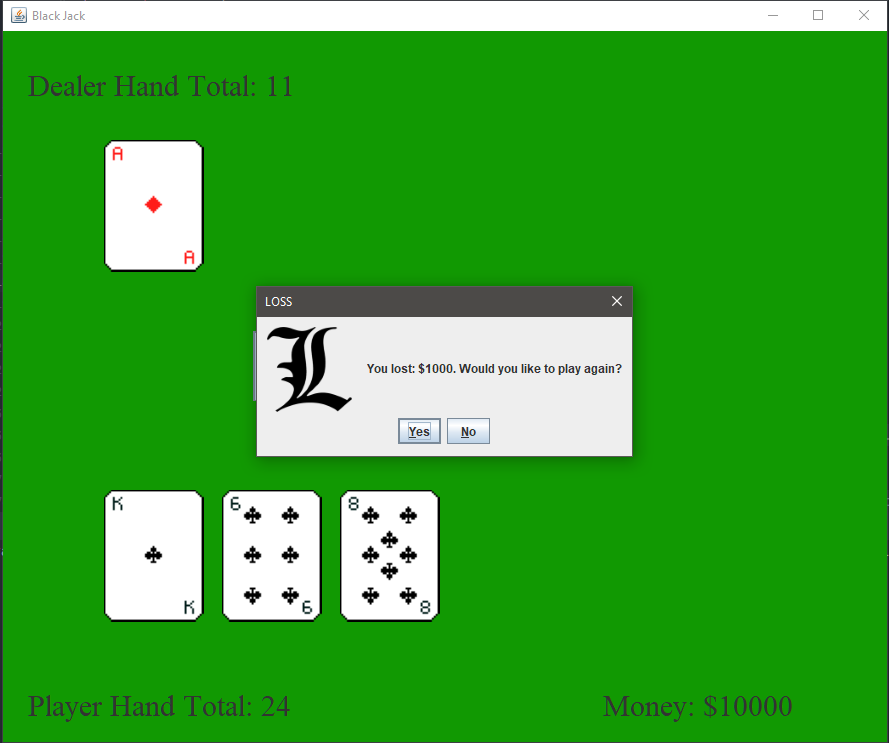 Black Jack
Dealer Hand Total: 11
A
A
LOSS
L
You lost: $1000. Would you like to play again?
Yes No
K 6 8
K 6 8
Player Hand Total: 24 Money: $10000